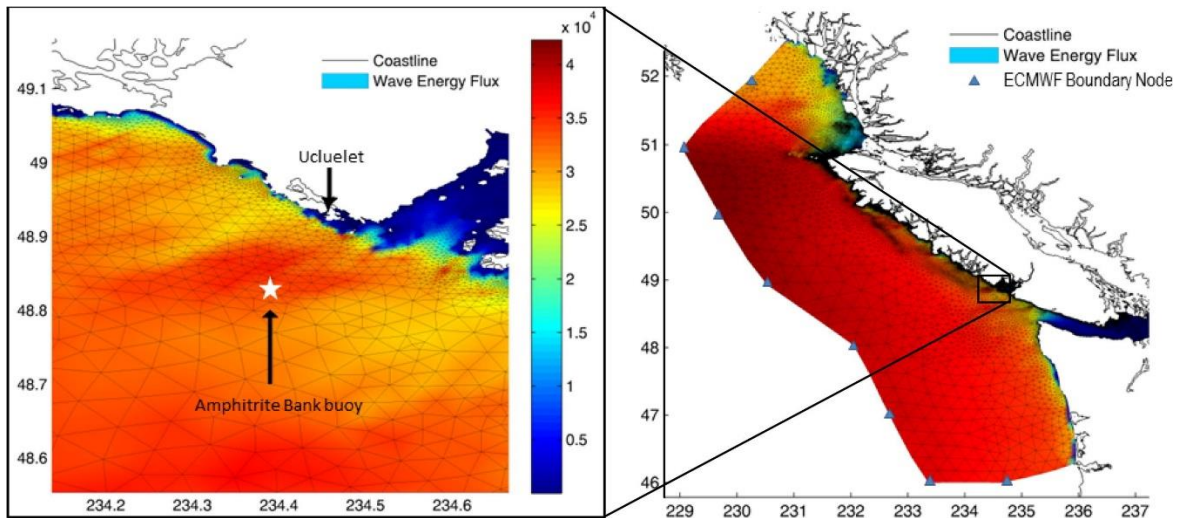 x 10^4
Coastline
Wave Energy Flux
Ucluelet
Amphitrite Bank buoy
49.1
49
48.9
48.8
48.7
48.6
234.2 234.3 234.4 234.5 234.6
4
3.5
3
2.5
2
1.5
1
0.5
Coastline
Wave Energy Flux
ECMWF Boundary Node
52
51
50
49
48
47
46
229 230 231 232 233 234 235 236 237